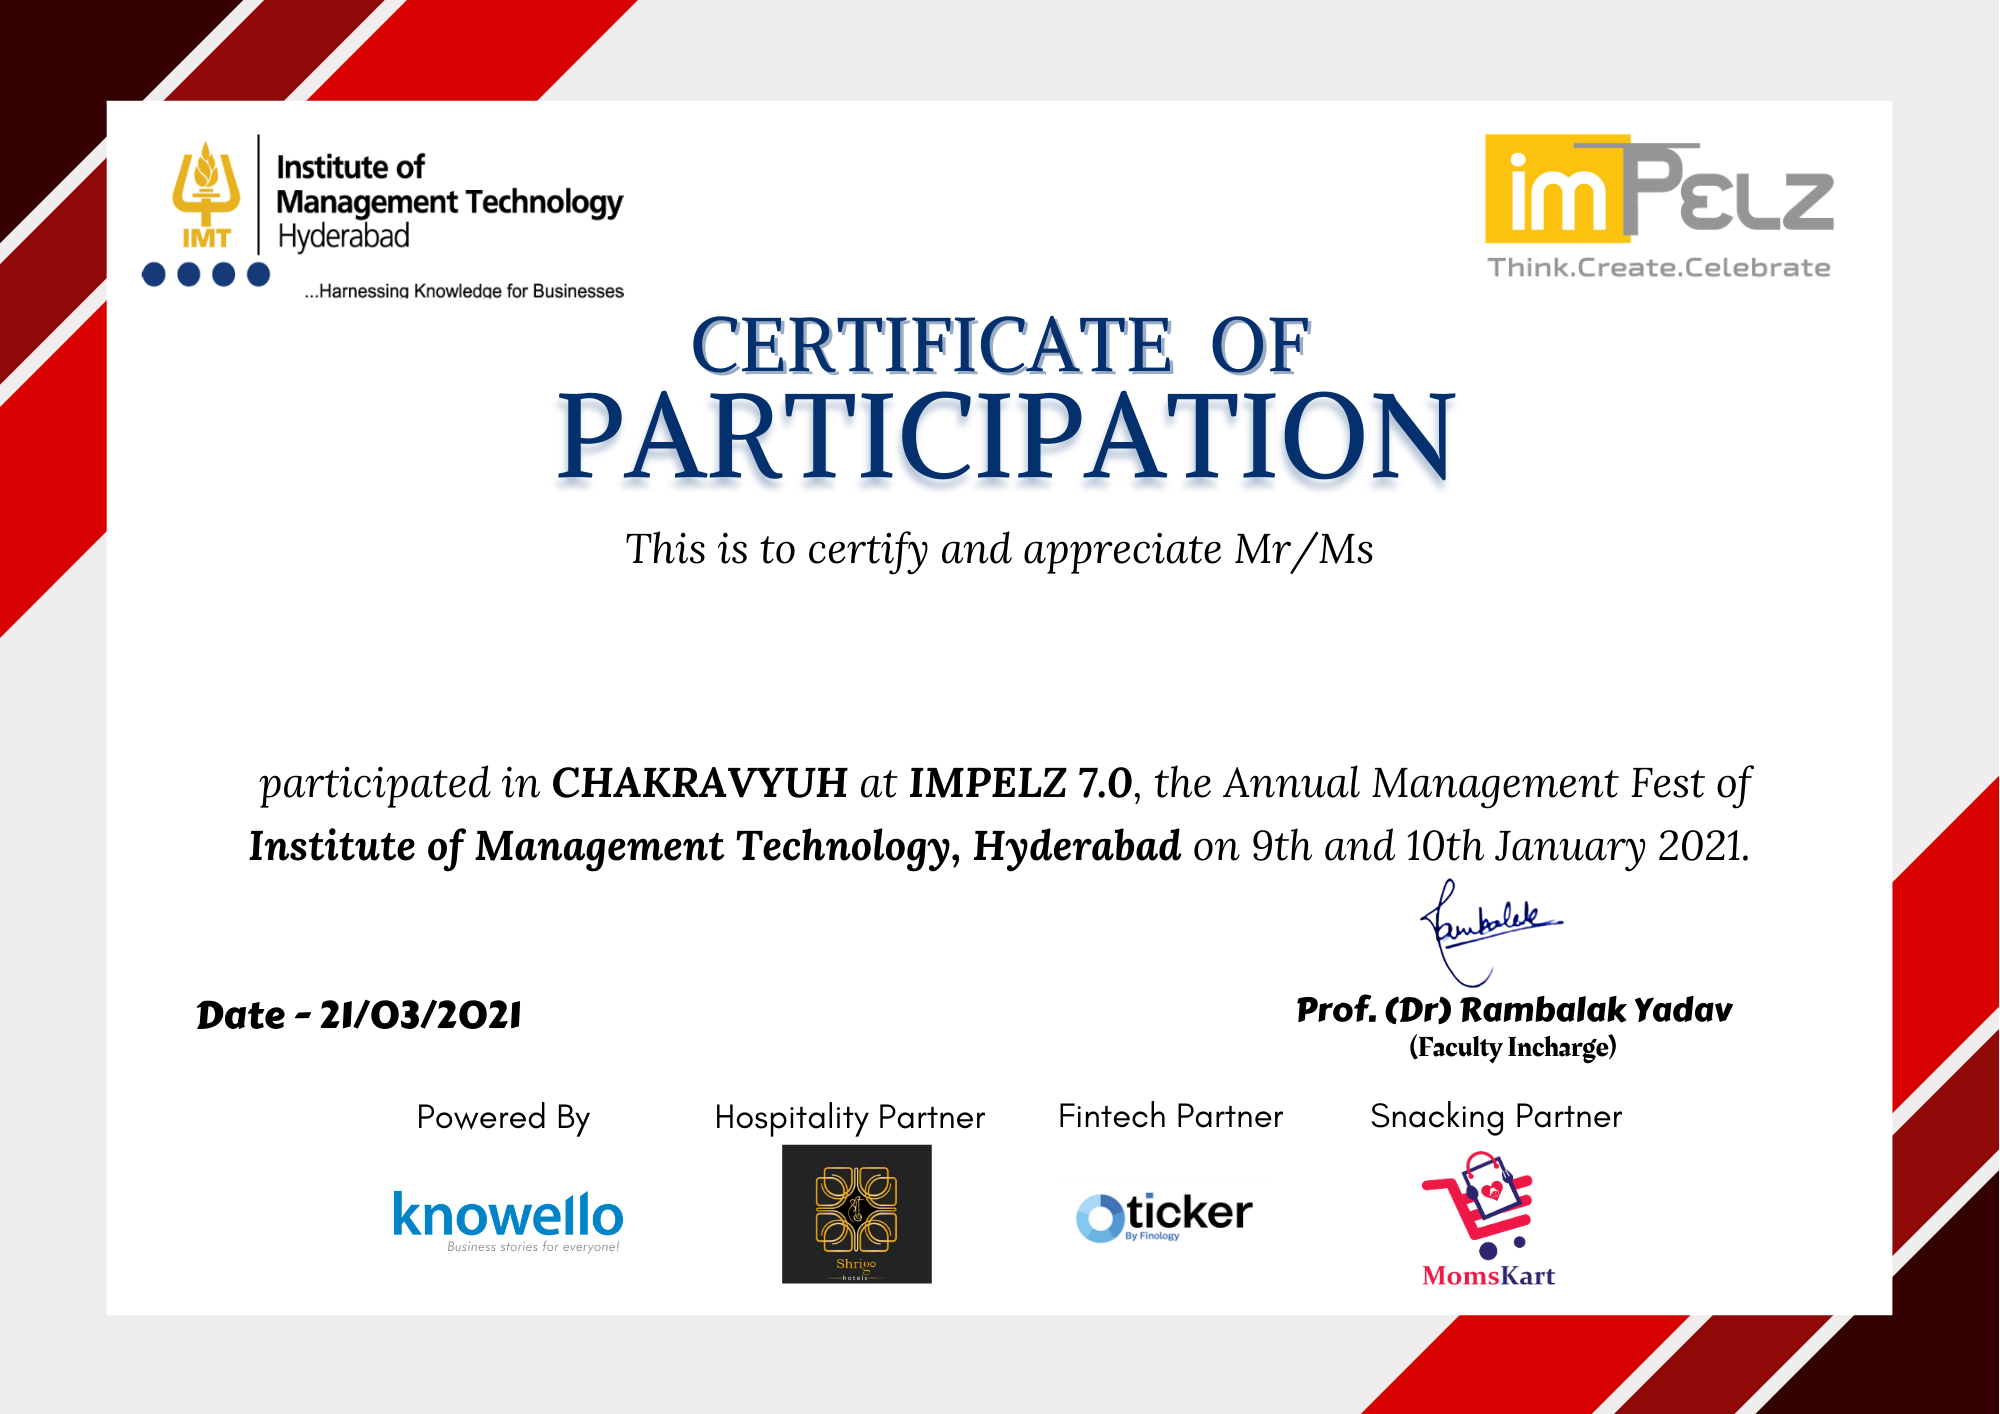 IMT
Institute of
Management Technology
Hyderabad
...Harnessing Knowledge for Businesses
imPELZ
Think.Create.Celebrate
CERTIFICATE OF
PARTICIPATION
This is to certify and appreciate Mr/Ms
participated in CHAKRAVYUH at IMPELZ 7.0, the Annual Management Fest of
Institute of Management Technology, Hyderabad on 9th and 10th January 2021.
Rambalak
Date - 21/03/2021
Prof. (Dr) Rambalak Yadav
(Faculty Incharge)
Powered By
Hospitality Partner
Fintech Partner
Snacking Partner
knowello
Business stories for everyone!
Shrigo
hotels
ticker
By Finology
MomsKart